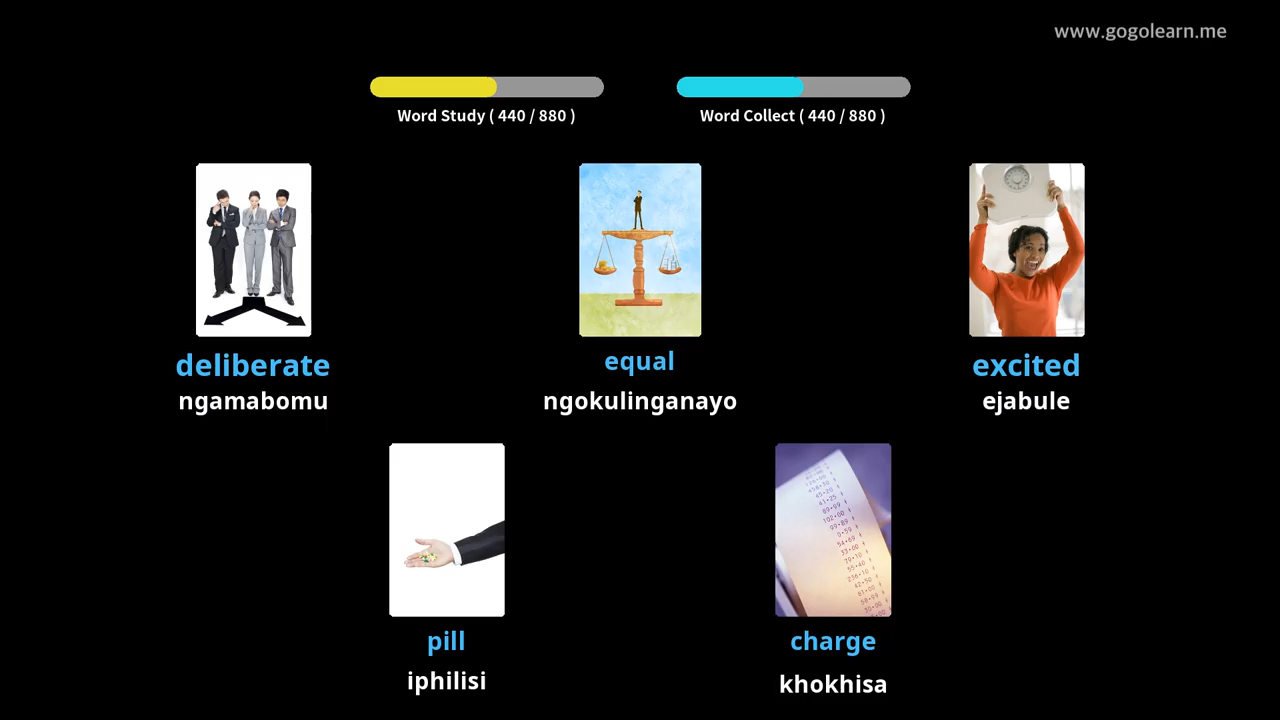 www.gogolearn.me
Word Study ( 440 / 880 )
Word Collect ( 440 / 880 )
deliberate
ngamabomu
equal
ngokulinganayo
excited
ejabule
pill
iphilisi
charge
khokhisa